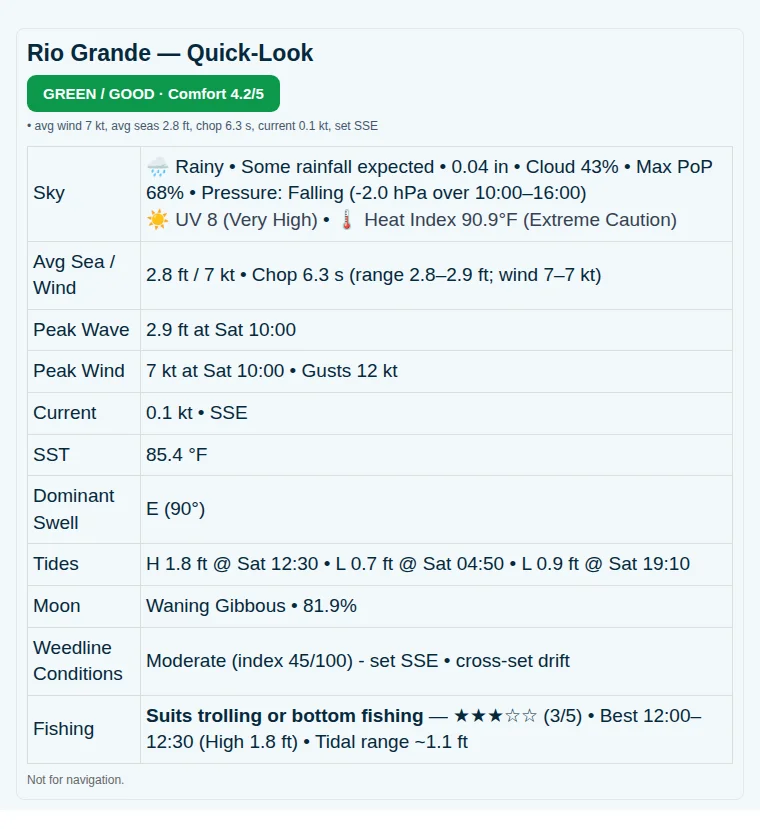 Rio Grande — Quick-Look
GREEN / GOOD · Comfort 4.2/5
• avg wind 7 kt, avg seas 2.8 ft, chop 6.3 s, current 0.1 kt, set SSE
Sky
🌧️ Rainy • Some rainfall expected • 0.04 in • Cloud 43% • Max PoP
68% • Pressure: Falling (-2.0 hPa over 10:00–16:00)
☀️ UV 8 (Very High) • 🌡️ Heat Index 90.9°F (Extreme Caution)
Avg Sea /
Wind
2.8 ft / 7 kt • Chop 6.3 s (range 2.8–2.9 ft; wind 7–7 kt)
Peak Wave
2.9 ft at Sat 10:00
Peak Wind
7 kt at Sat 10:00 • Gusts 12 kt
Current
0.1 kt • SSE
SST
85.4 °F
Dominant
Swell
E (90°)
Tides
H 1.8 ft @ Sat 12:30 • L 0.7 ft @ Sat 04:50 • L 0.9 ft @ Sat 19:10
Moon
Waning Gibbous • 81.9%
Weedline
Conditions
Moderate (index 45/100) - set SSE • cross-set drift
Fishing
Suits trolling or bottom fishing — ★★★☆☆ (3/5) • Best 12:00–
12:30 (High 1.8 ft) • Tidal range ~1.1 ft
Not for navigation.